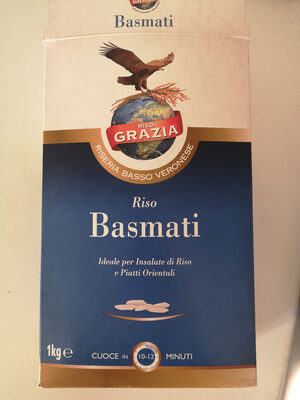 Basmati
RISO
GRAZIA
RISERIA BASSO VERONESE
Riso
Basmati
Ideale per Insalate di Riso
e Piatti Orientali
1kg e
CUOCE IN 10-12 MINUTI